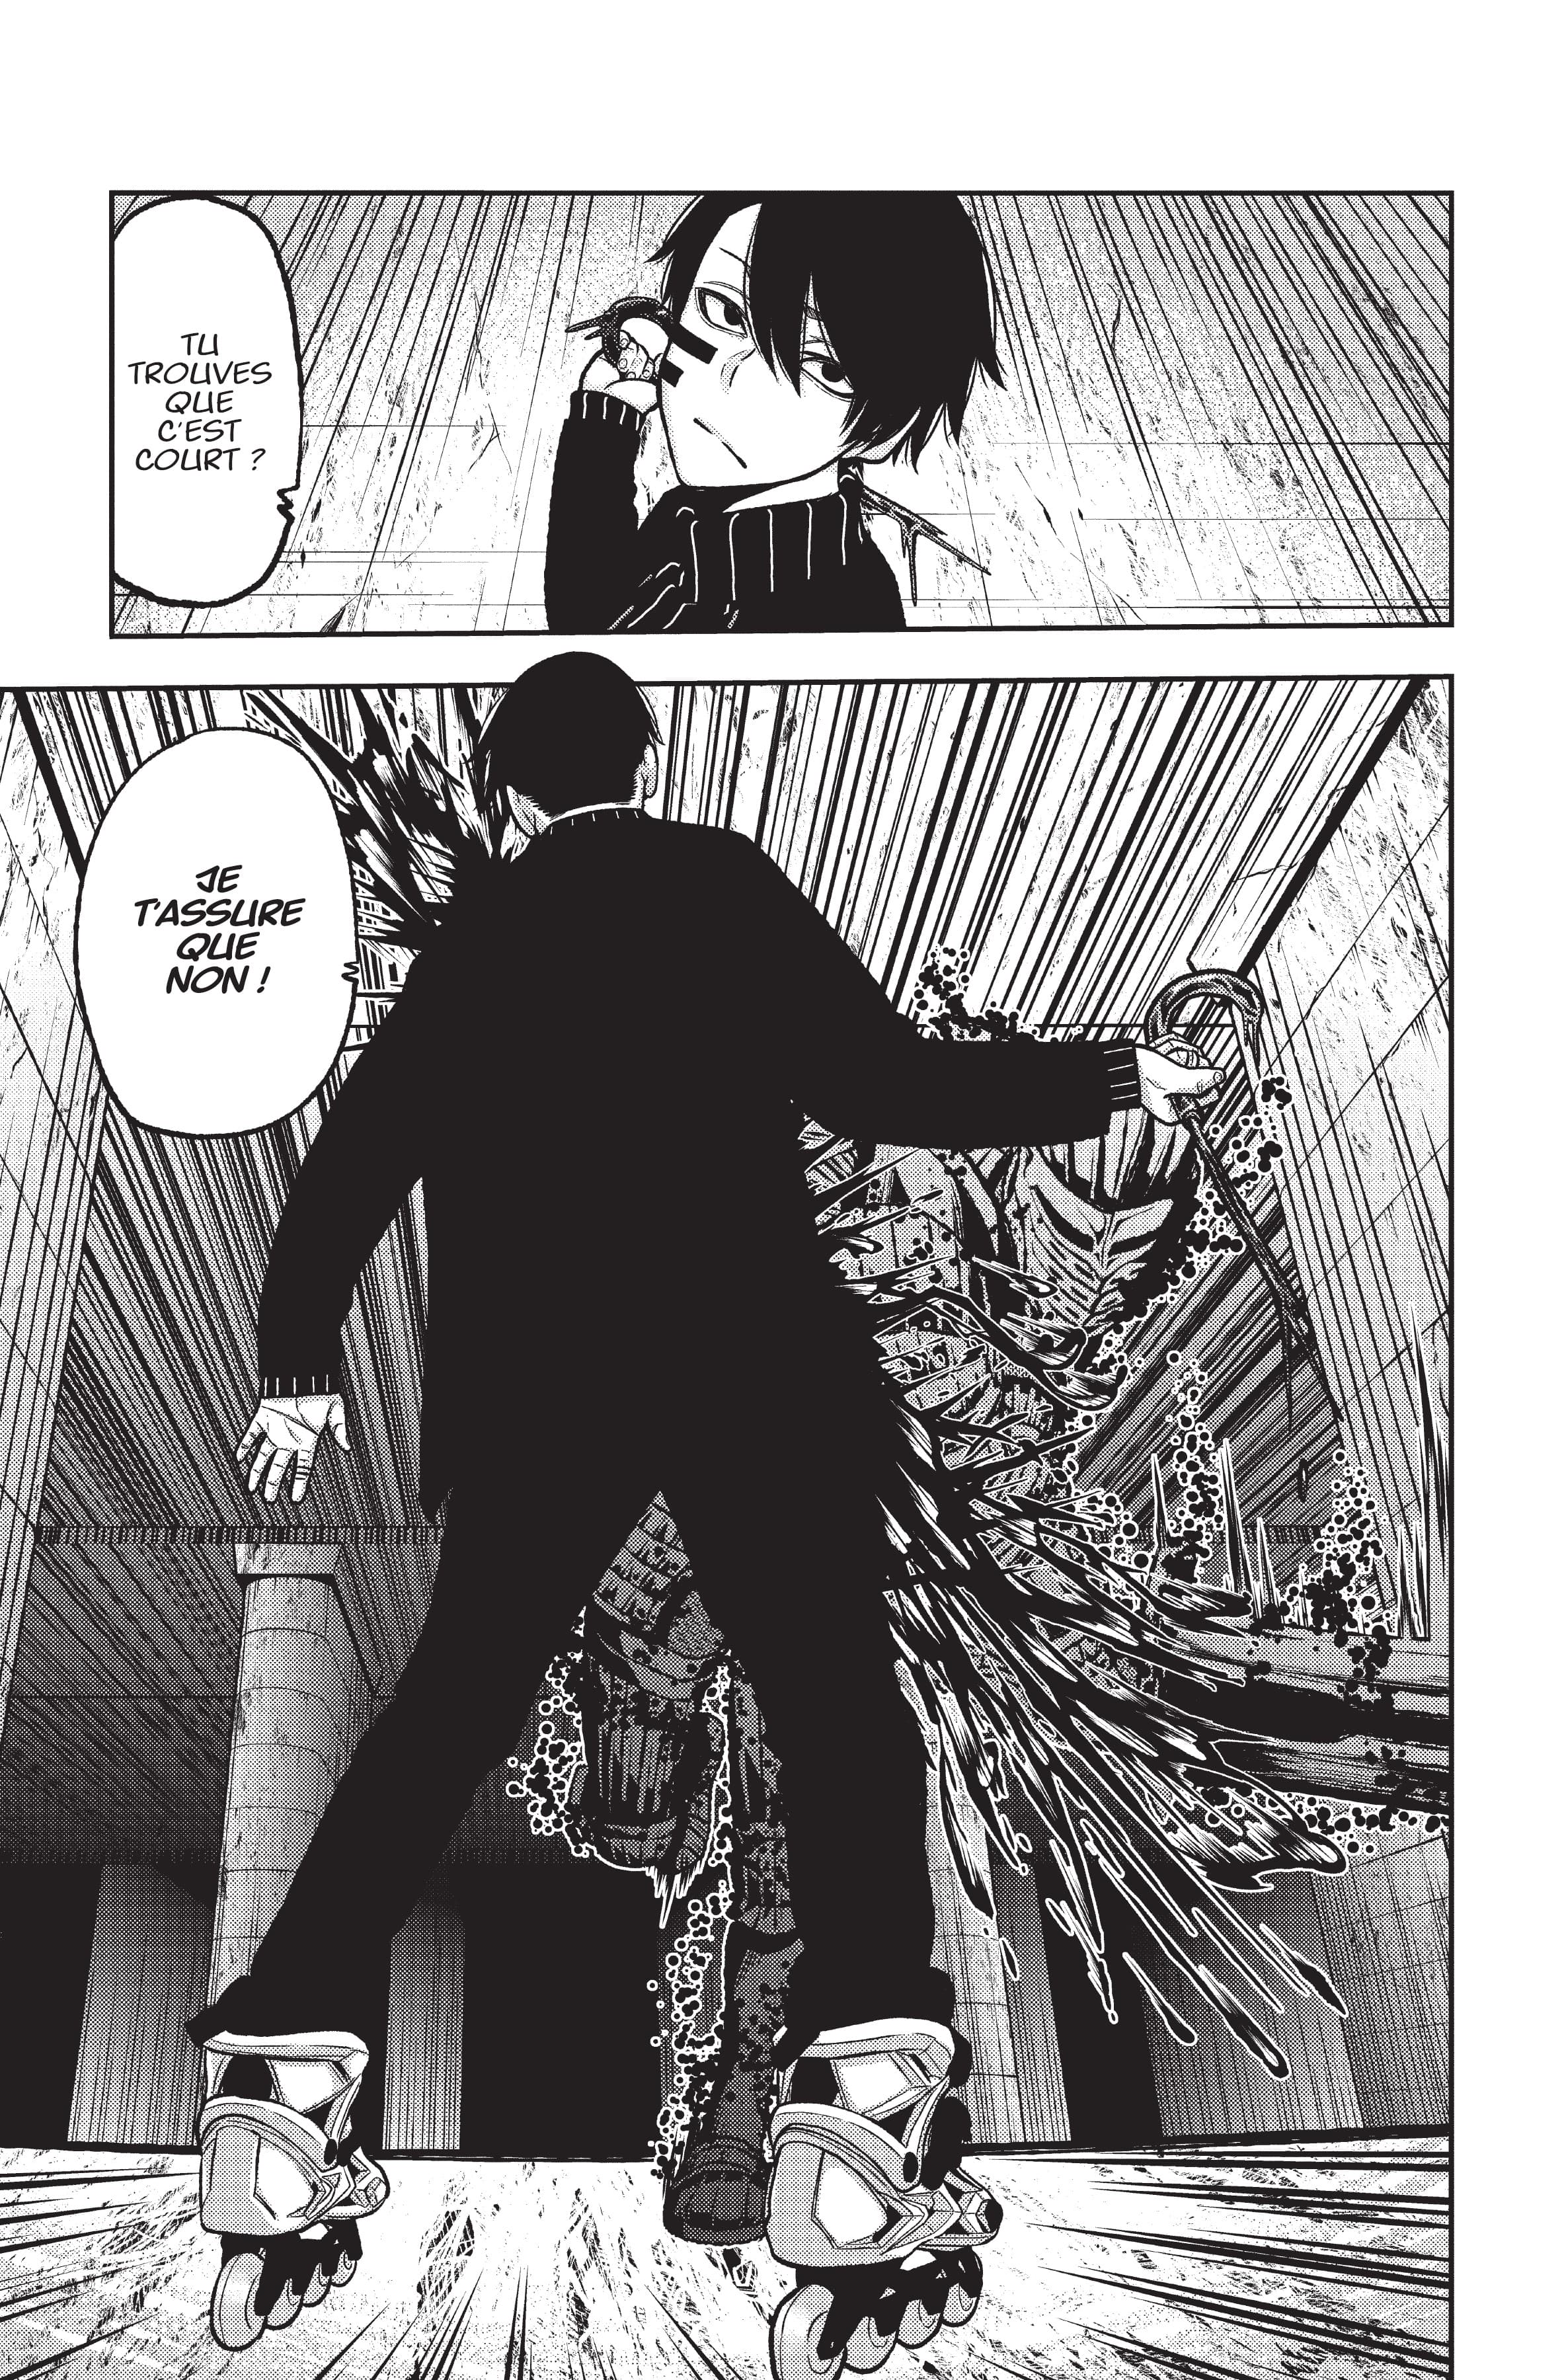 TU
TROUVES
QUE
C'EST
COURT ?
JE
T'ASSURE
QUE
NON !